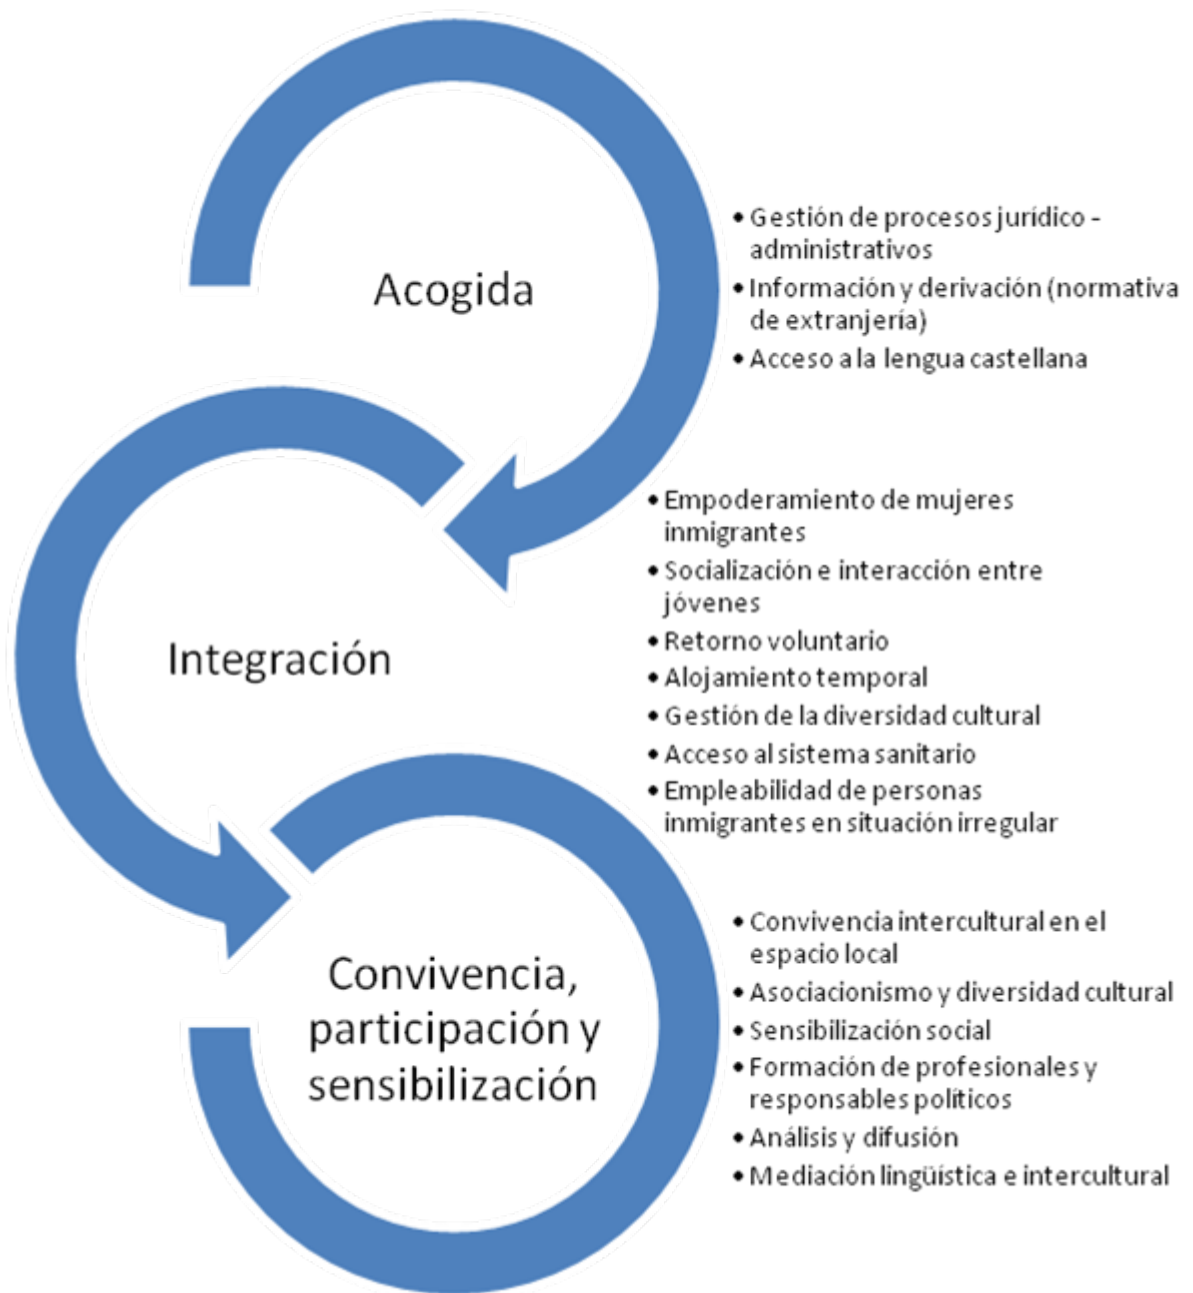 Acogida
• Gestión de procesos jurídico -
administrativos
• Información y derivación (normativa
de extranjería)
• Acceso a la lengua castellana
Integración
• Empoderamiento de mujeres
inmigrantes
• Socialización e interacción entre
jóvenes
• Retorno voluntario
• Alojamiento temporal
• Gestión de la diversidad cultural
• Acceso al sistema sanitario
• Empleabilidad de personas
inmigrantes en situación irregular
Convivencia,
participación y
sensibilización
• Convivencia intercultural en el
espacio local
• Asociacionismo y diversidad cultural
• Sensibilización social
• Formación de profesionales y
responsables políticos
• Análisis y difusión
• Mediación lingüística e intercultural